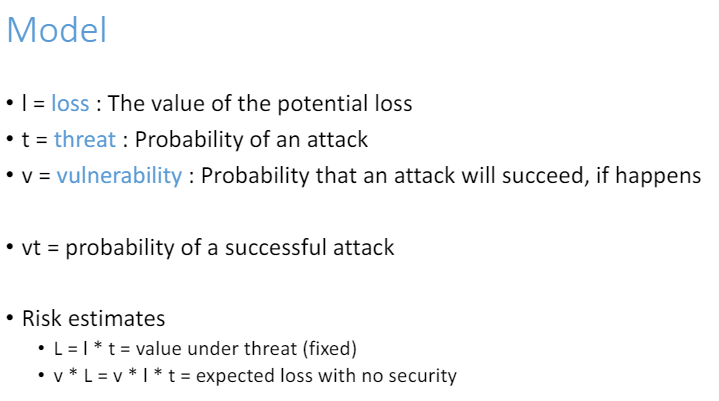 Model
• l = loss : The value of the potential loss
• t = threat : Probability of an attack
• v = vulnerability : Probability that an attack will succeed, if happens
• vt = probability of a successful attack
• Risk estimates
• L = l * t = value under threat (fixed)
• v * L = v * l * t = expected loss with no security